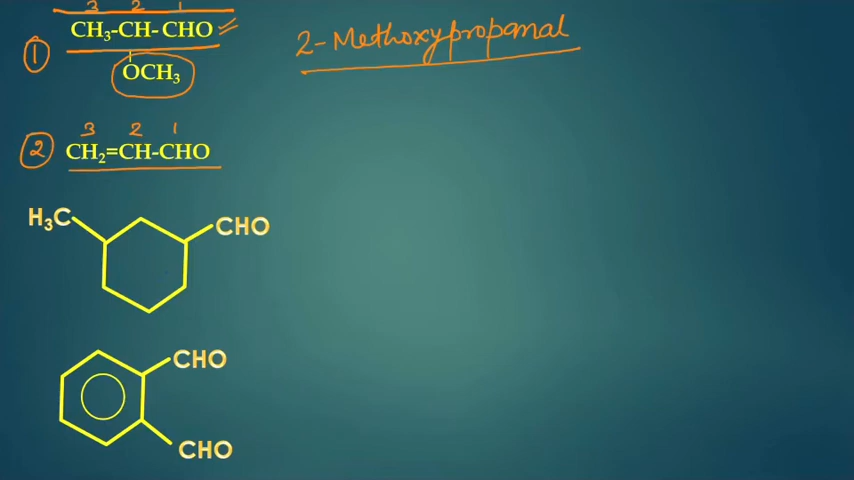 3 2 1
CH₃-CH-CHO
2-Methoxypropanal
1
OCH₃
3 2 1
2
CH₂=CH-CHO
H₃C
CHO
CHO
CHO